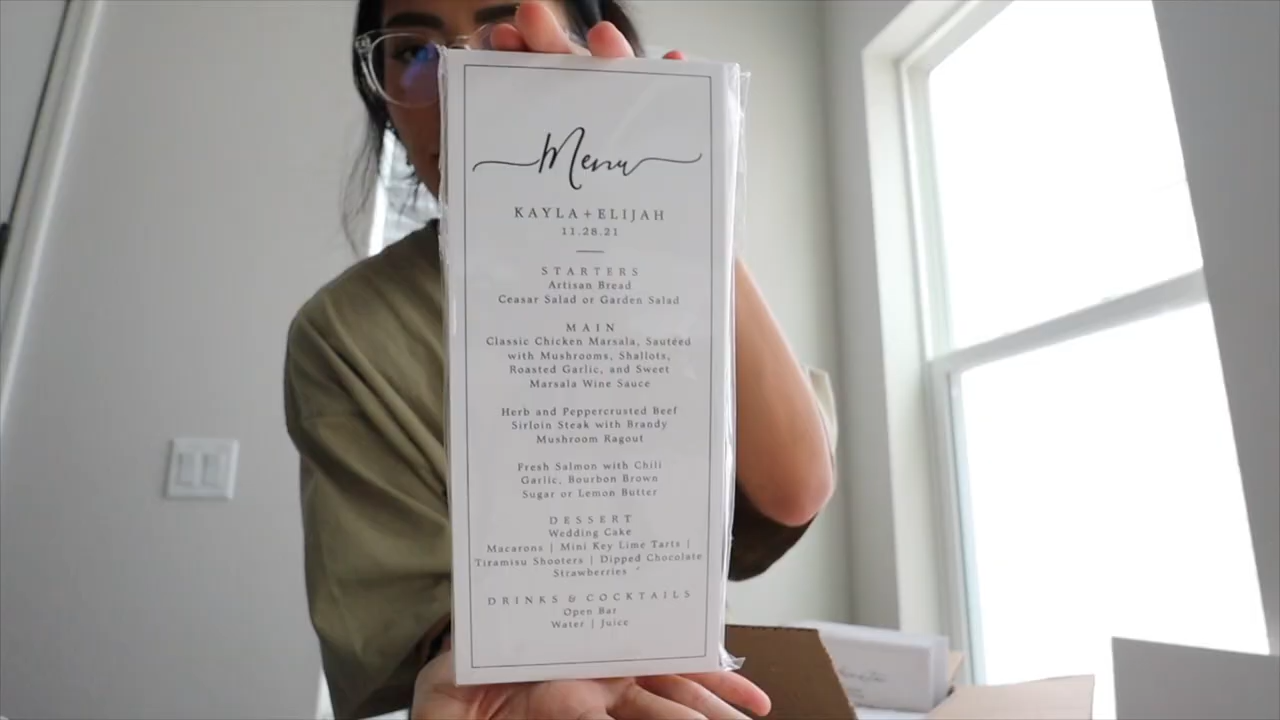 Menu
KAYLA+ELIJAH
11.28.21
STARTERS
Artisan Bread
Ceasar Salad or Garden Salad
MAIN
Classic Chicken Marsala, Sautéed
with Mushrooms, Shallots,
Roasted Garlic, and Sweet
Marsala Wine Sauce
Herb and Peppercrusted Beef
Sirloin Steak with Brandy
Mushroom Ragout
Fresh Salmon with Chili
Garlic, Bourbon Brown
Sugar or Lemon Butter
DESSERT
Wedding Cake
Macarons | Mini Key Lime Tarts |
Tiramisu Shooters | Dipped Chocolate
Strawberries
DRINKS & COCKTAILS
Open Bar
Water | Juice